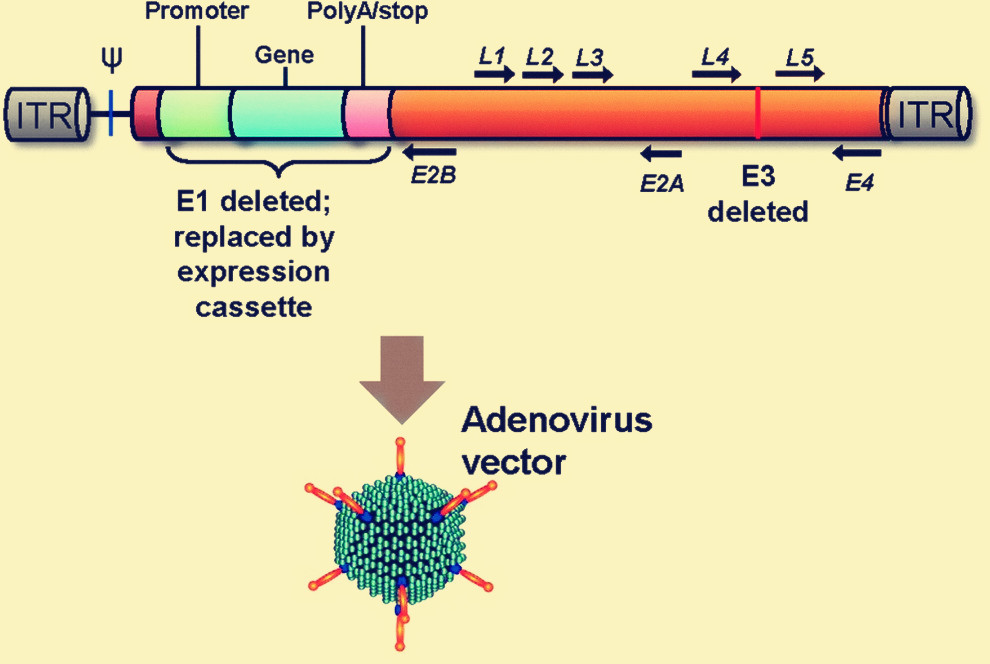 Promoter
PolyA/stop
Gene
Ψ
L1
L2
L3
L4
L5
ITR
ITR
E2B
E2A
E3
deleted
E4
E1 deleted;
replaced by
expression
cassette
Adenovirus
vector